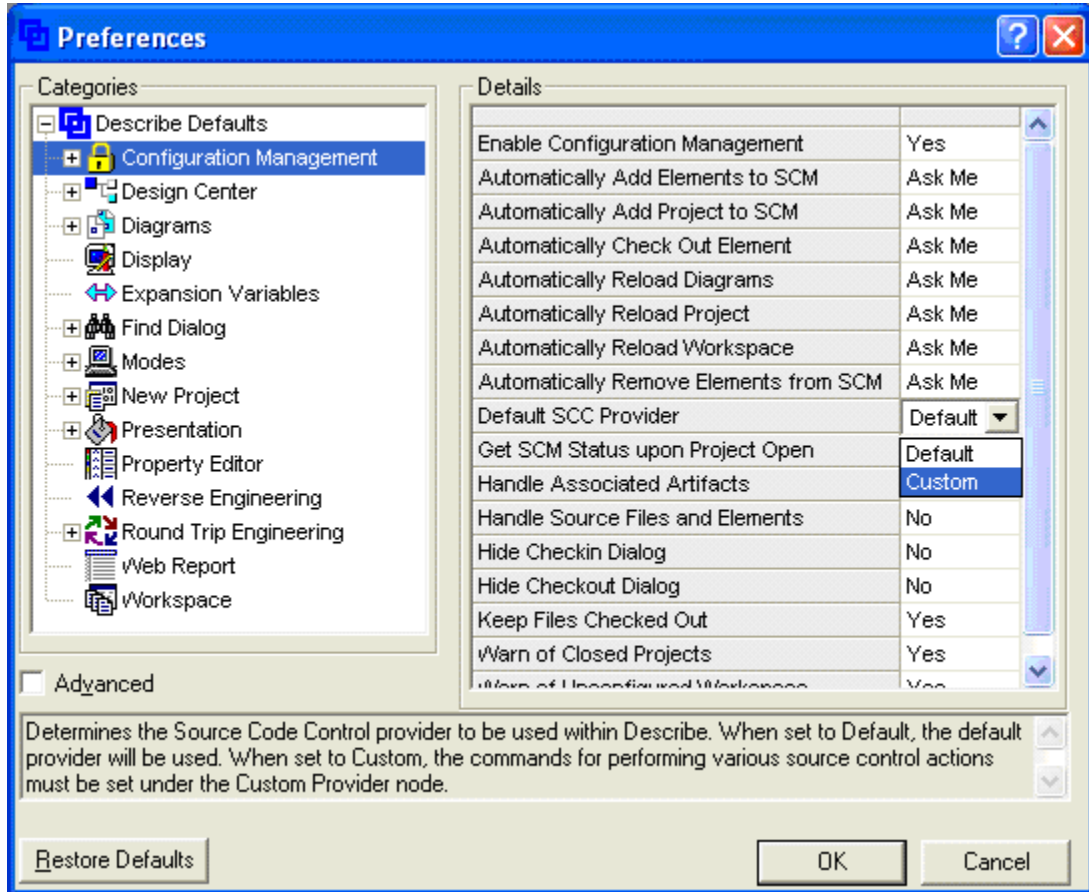 Preferences
Categories
Describe Defaults
Configuration Management
Design Center
Diagrams
Display
Expansion Variables
Find Dialog
Modes
New Project
Presentation
Property Editor
Reverse Engineering
Round Trip Engineering
Web Report
Workspace
Advanced
Details
Enable Configuration Management Yes
Automatically Add Elements to SCM Ask Me
Automatically Add Project to SCM Ask Me
Automatically Check Out Element Ask Me
Automatically Reload Diagrams Ask Me
Automatically Reload Project Ask Me
Automatically Reload Workspace Ask Me
Automatically Remove Elements from SCM Ask Me
Default SCC Provider Default
Get SCM Status upon Project Open Default
Handle Associated Artifacts Custom
Handle Source Files and Elements No
Hide Checkin Dialog No
Hide Checkout Dialog No
Keep Files Checked Out Yes
Warn of Closed Projects Yes
Warn of Unconfigured Workspace Yes
Determines the Source Code Control provider to be used within Describe. When set to Default, the default
provider will be used. When set to Custom, the commands for performing various source control actions
must be set under the Custom Provider node.
Restore Defaults
OK
Cancel